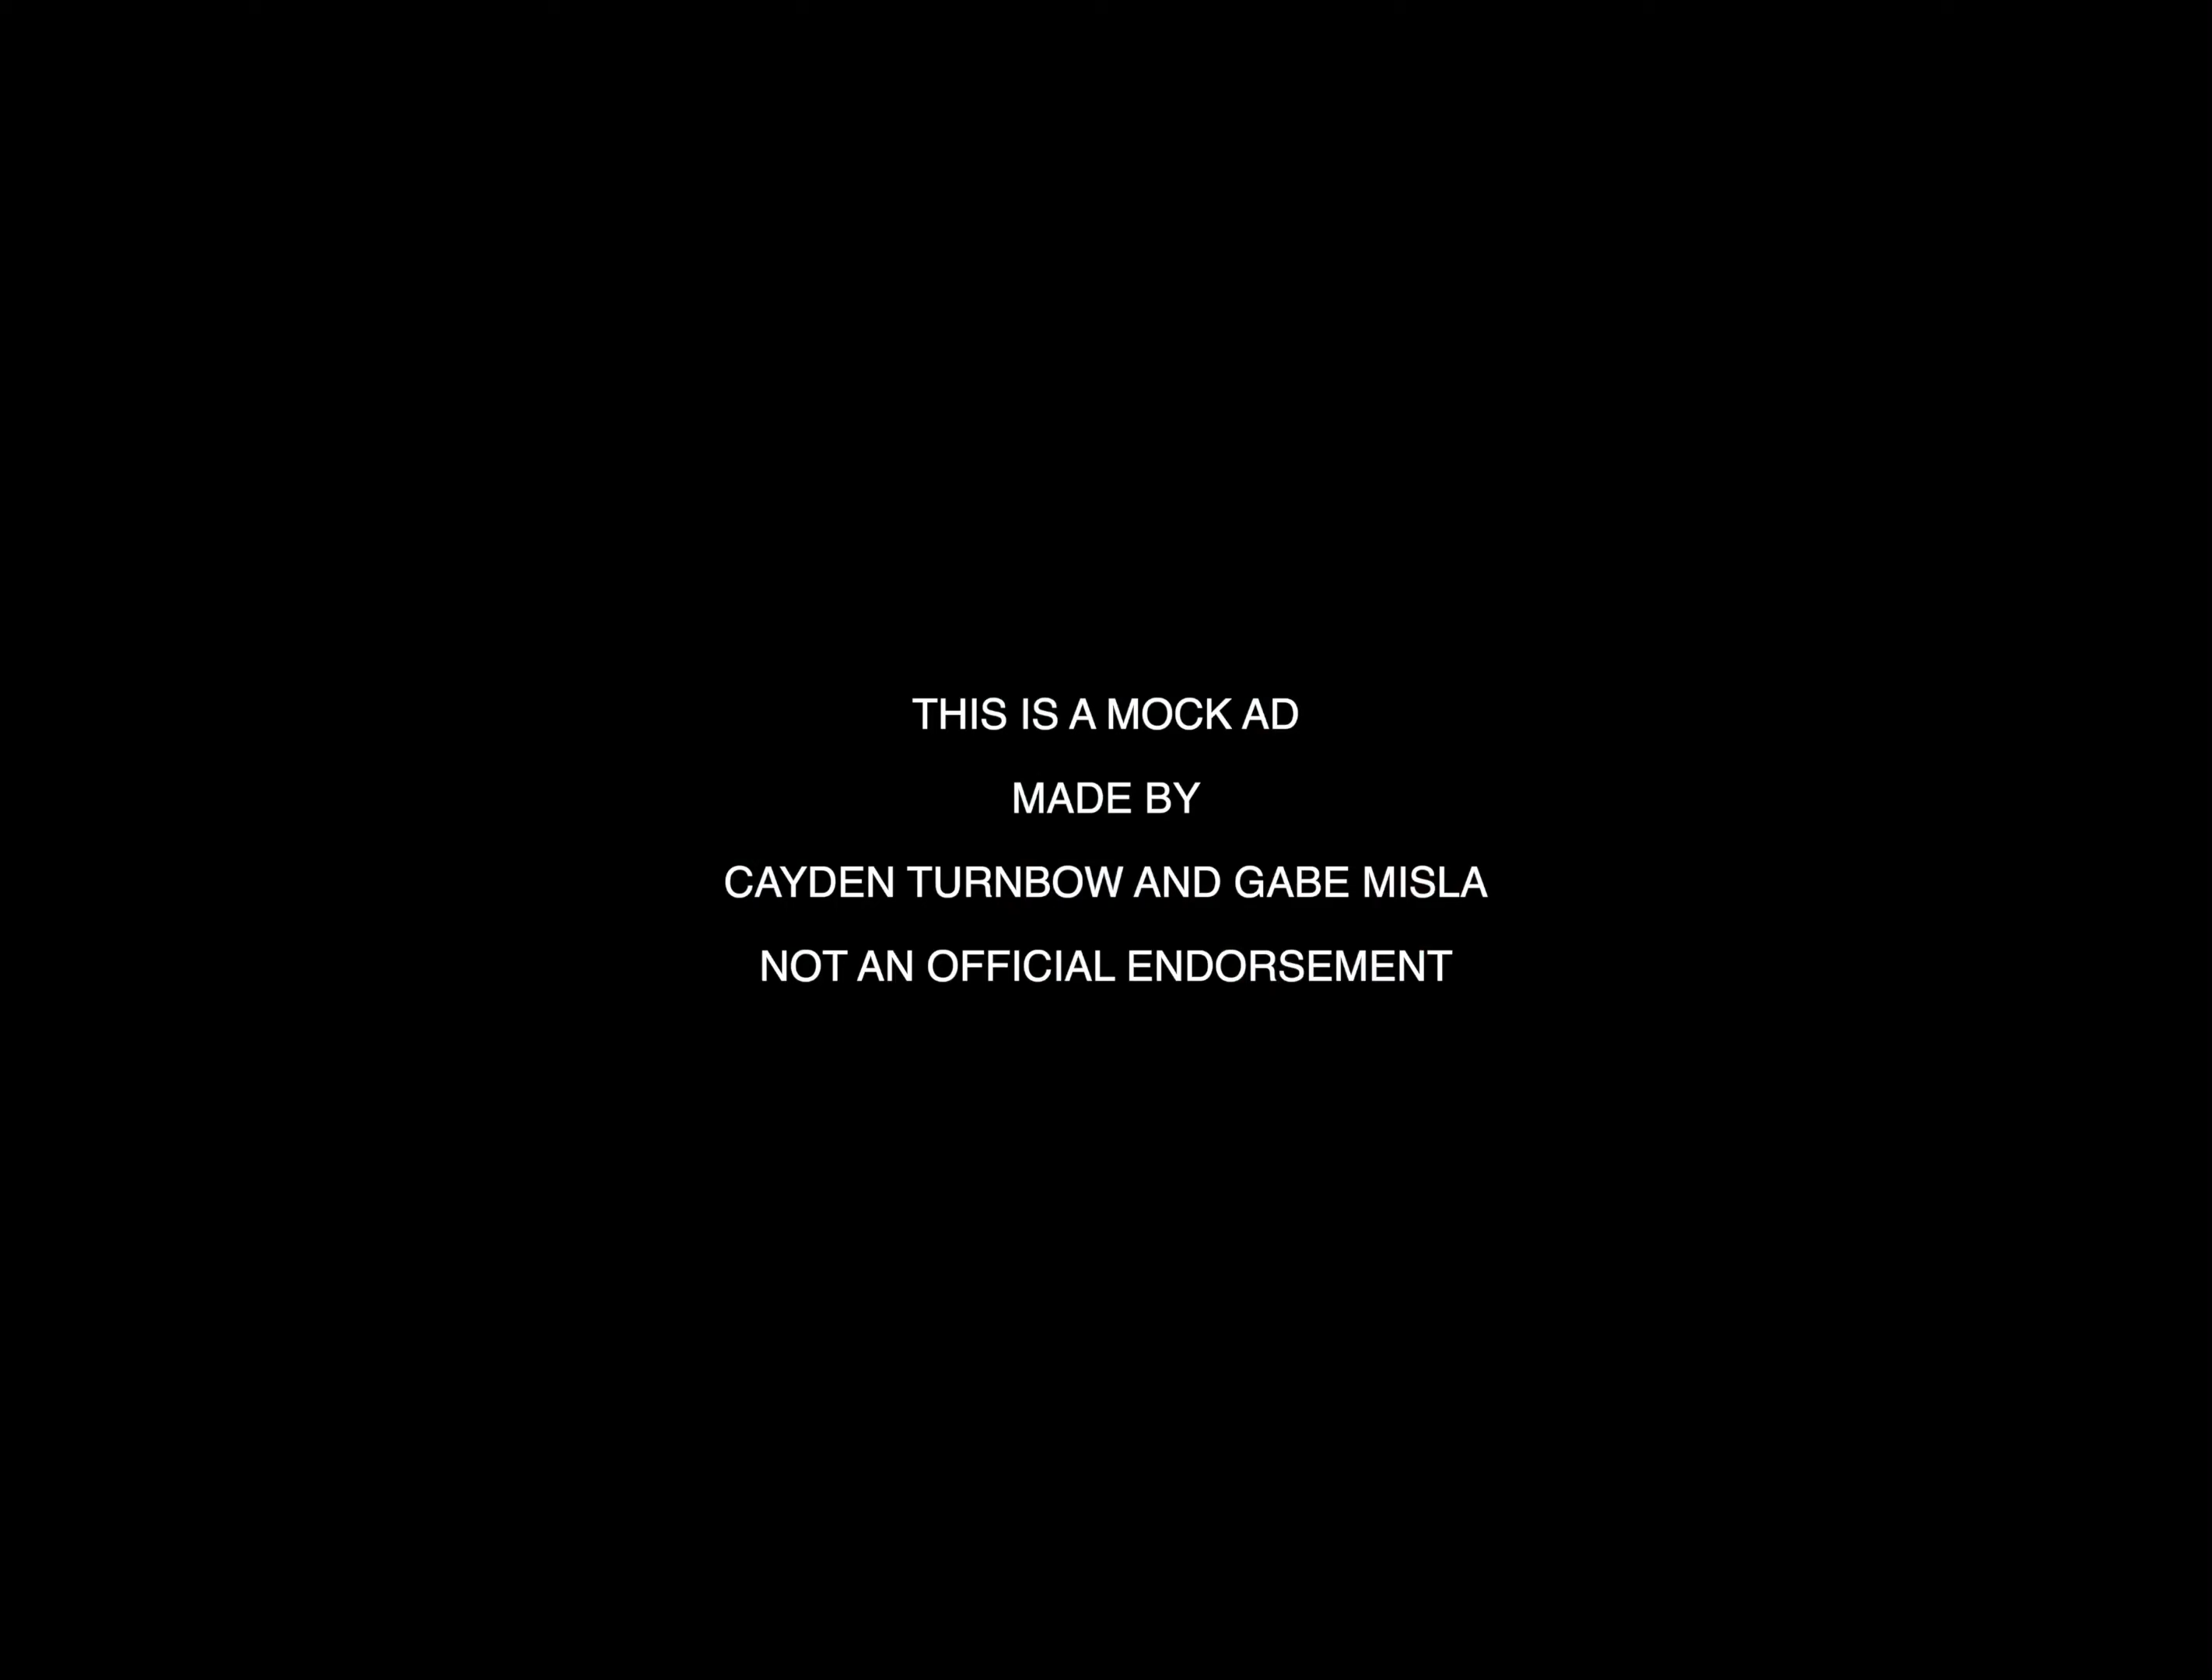 THIS IS A MOCK AD
MADE BY
CAYDEN TURNBOW AND GABE MISLA
NOT AN OFFICIAL ENDORSEMENT